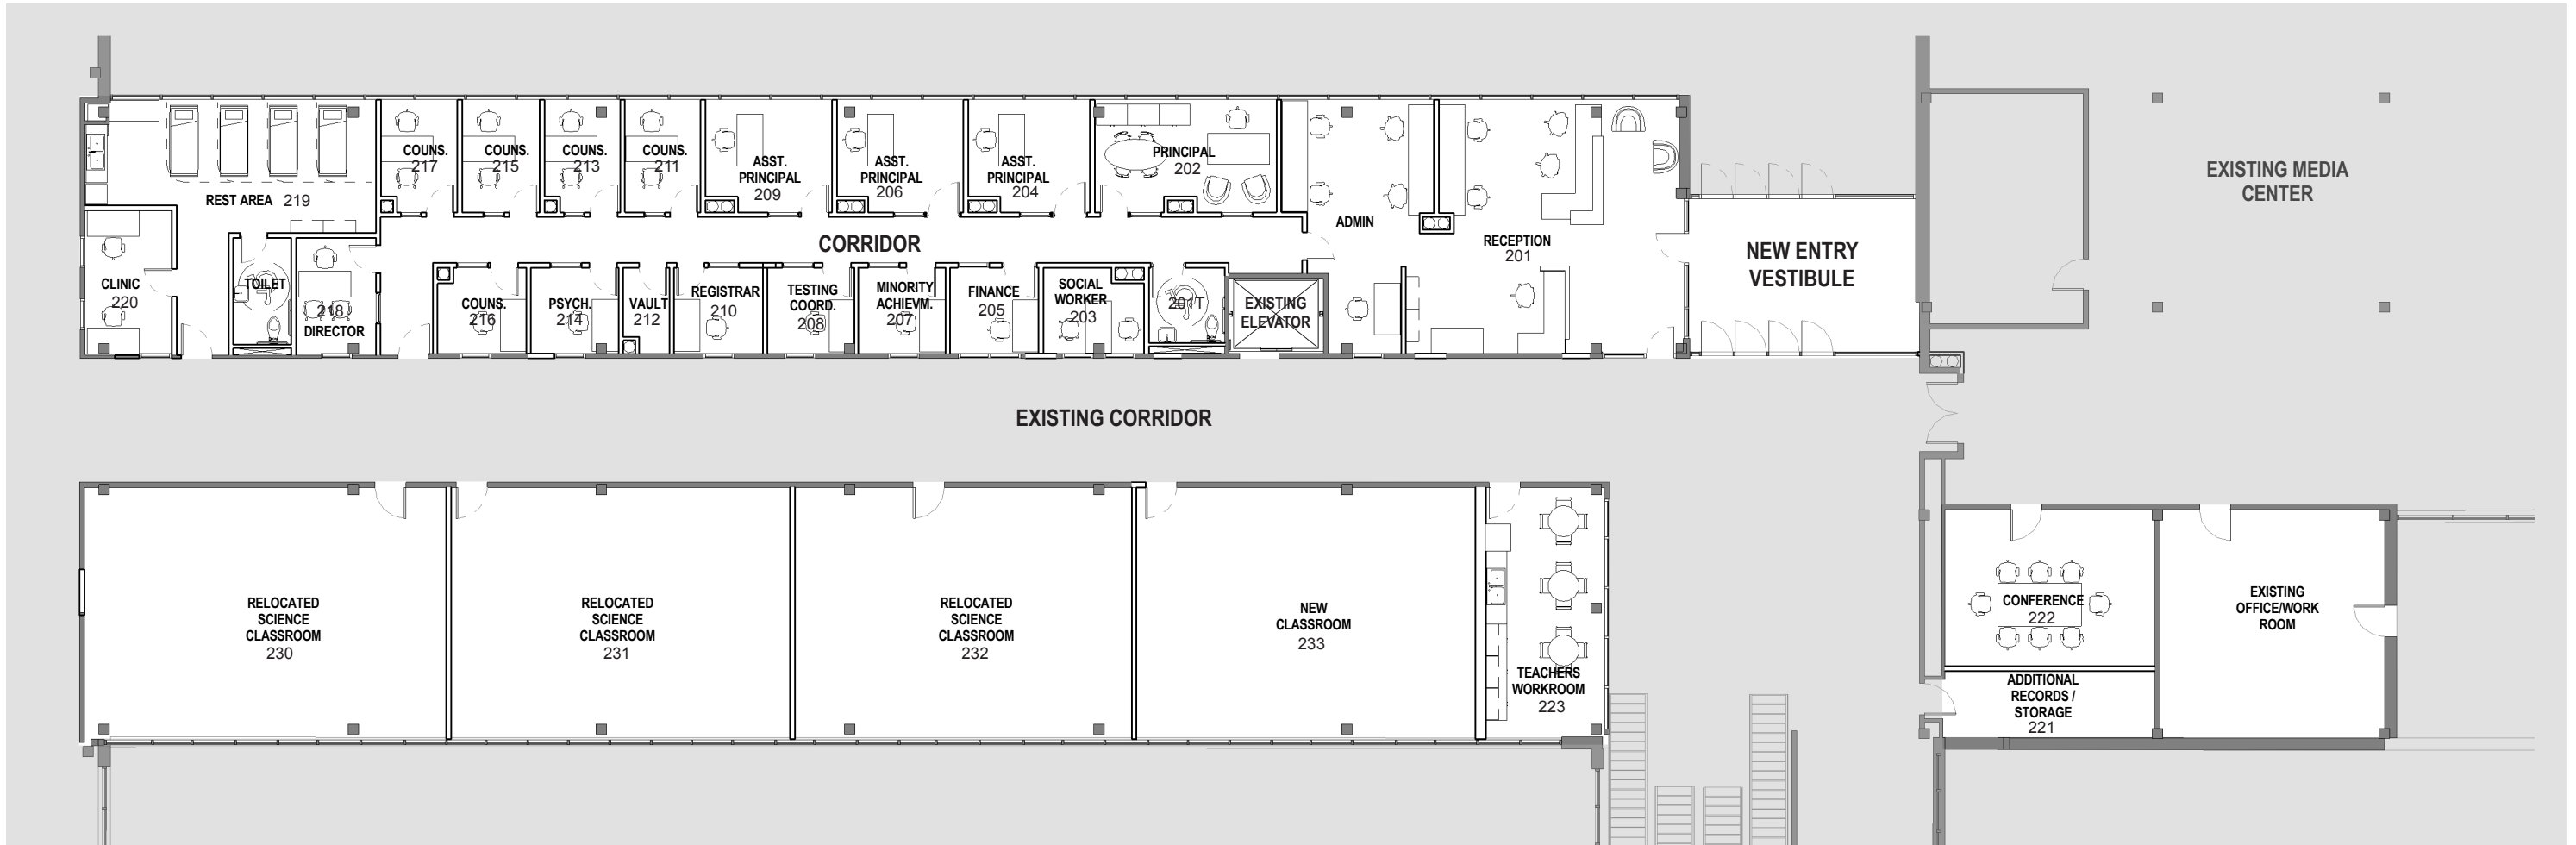 COUNS.
217
COUNS.
215
COUNS.
213
COUNS.
211
ASST.
PRINCIPAL
209
ASST.
PRINCIPAL
206
ASST.
PRINCIPAL
204
PRINCIPAL
202
REST AREA 219
ADMIN
RECEPTION
201
CORRIDOR
NEW ENTRY
VESTIBULE
EXISTING MEDIA
CENTER
CLINIC
220
TOILET
218
DIRECTOR
COUNS.
216
PSYCH.
214
VAULT
212
REGISTRAR
210
TESTING
COORD.
208
MINORITY
ACHIEVM.
207
FINANCE
205
SOCIAL
WORKER
203
201T
EXISTING
ELEVATOR
EXISTING CORRIDOR
RELOCATED
SCIENCE
CLASSROOM
230
RELOCATED
SCIENCE
CLASSROOM
231
RELOCATED
SCIENCE
CLASSROOM
232
NEW
CLASSROOM
233
TEACHERS
WORKROOM
223
CONFERENCE
222
EXISTING
OFFICE/WORK
ROOM
ADDITIONAL
RECORDS /
STORAGE
221